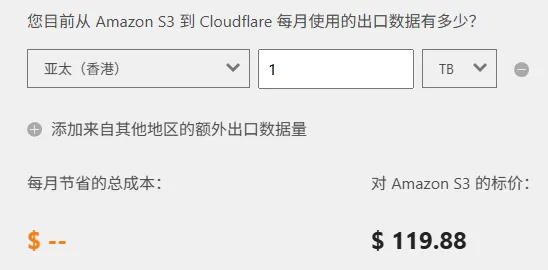 您目前从 Amazon S3 到 Cloudflare 每月使用的出口数据有多少?
亚太（香港） 1 TB
添加来自其他地区的额外出口数据量
每月节省的总成本： 对 Amazon S3 的标价：
$ -- $ 119.88